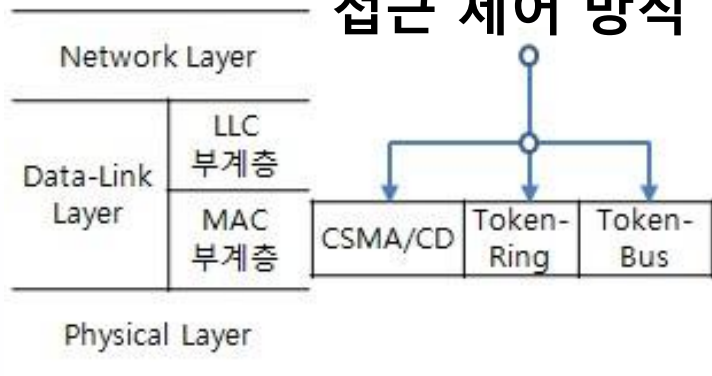 접근 제어 방식
Network Layer
Data-Link
Layer
LLC
부계층
MAC
부계층
CSMA/CD
Token-
Ring
Token-
Bus
Physical Layer